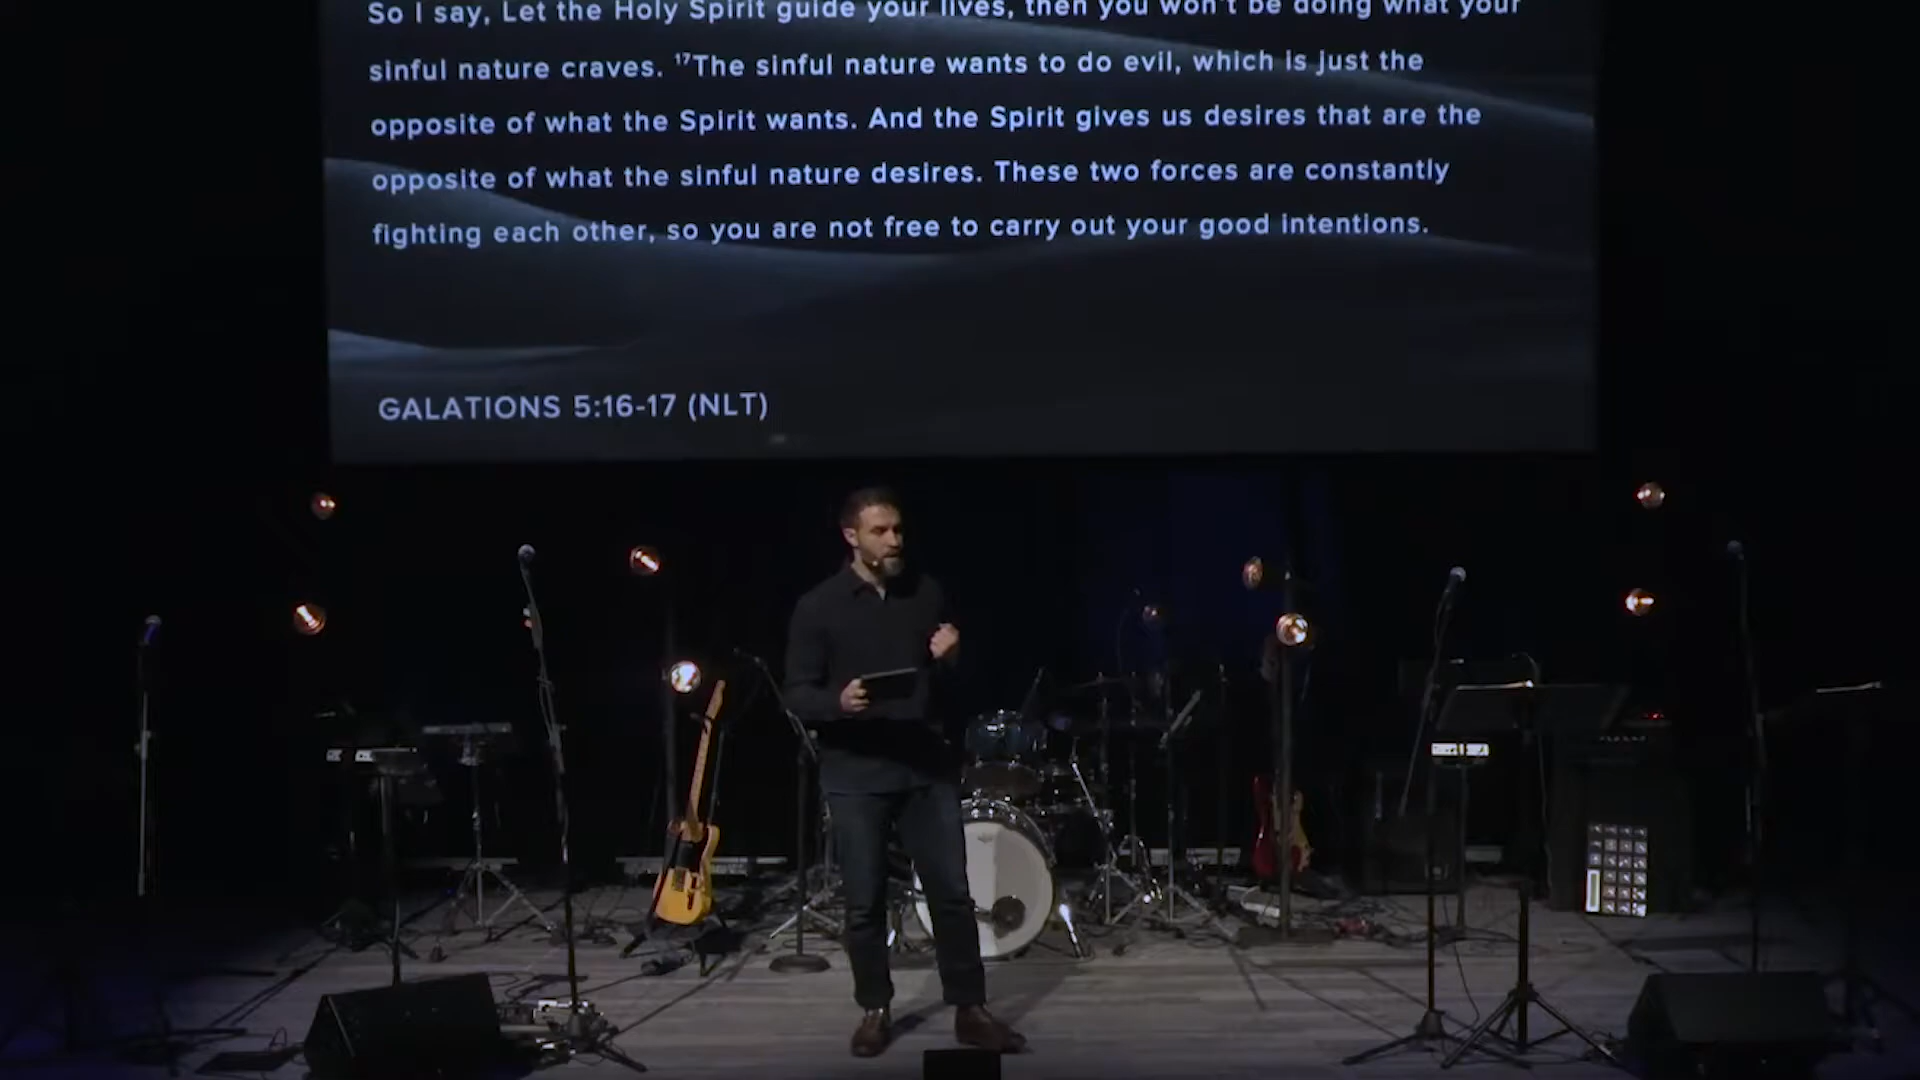 So I say, Let the Holy Spirit guide your lives, then you won't be doing what your
sinful nature craves. ¹⁷The sinful nature wants to do evil, which is just the
opposite of what the Spirit wants. And the Spirit gives us desires that are the
opposite of what the sinful nature desires. These two forces are constantly
fighting each other, so you are not free to carry out your good intentions.
GALATIONS 5:16-17 (NLT)